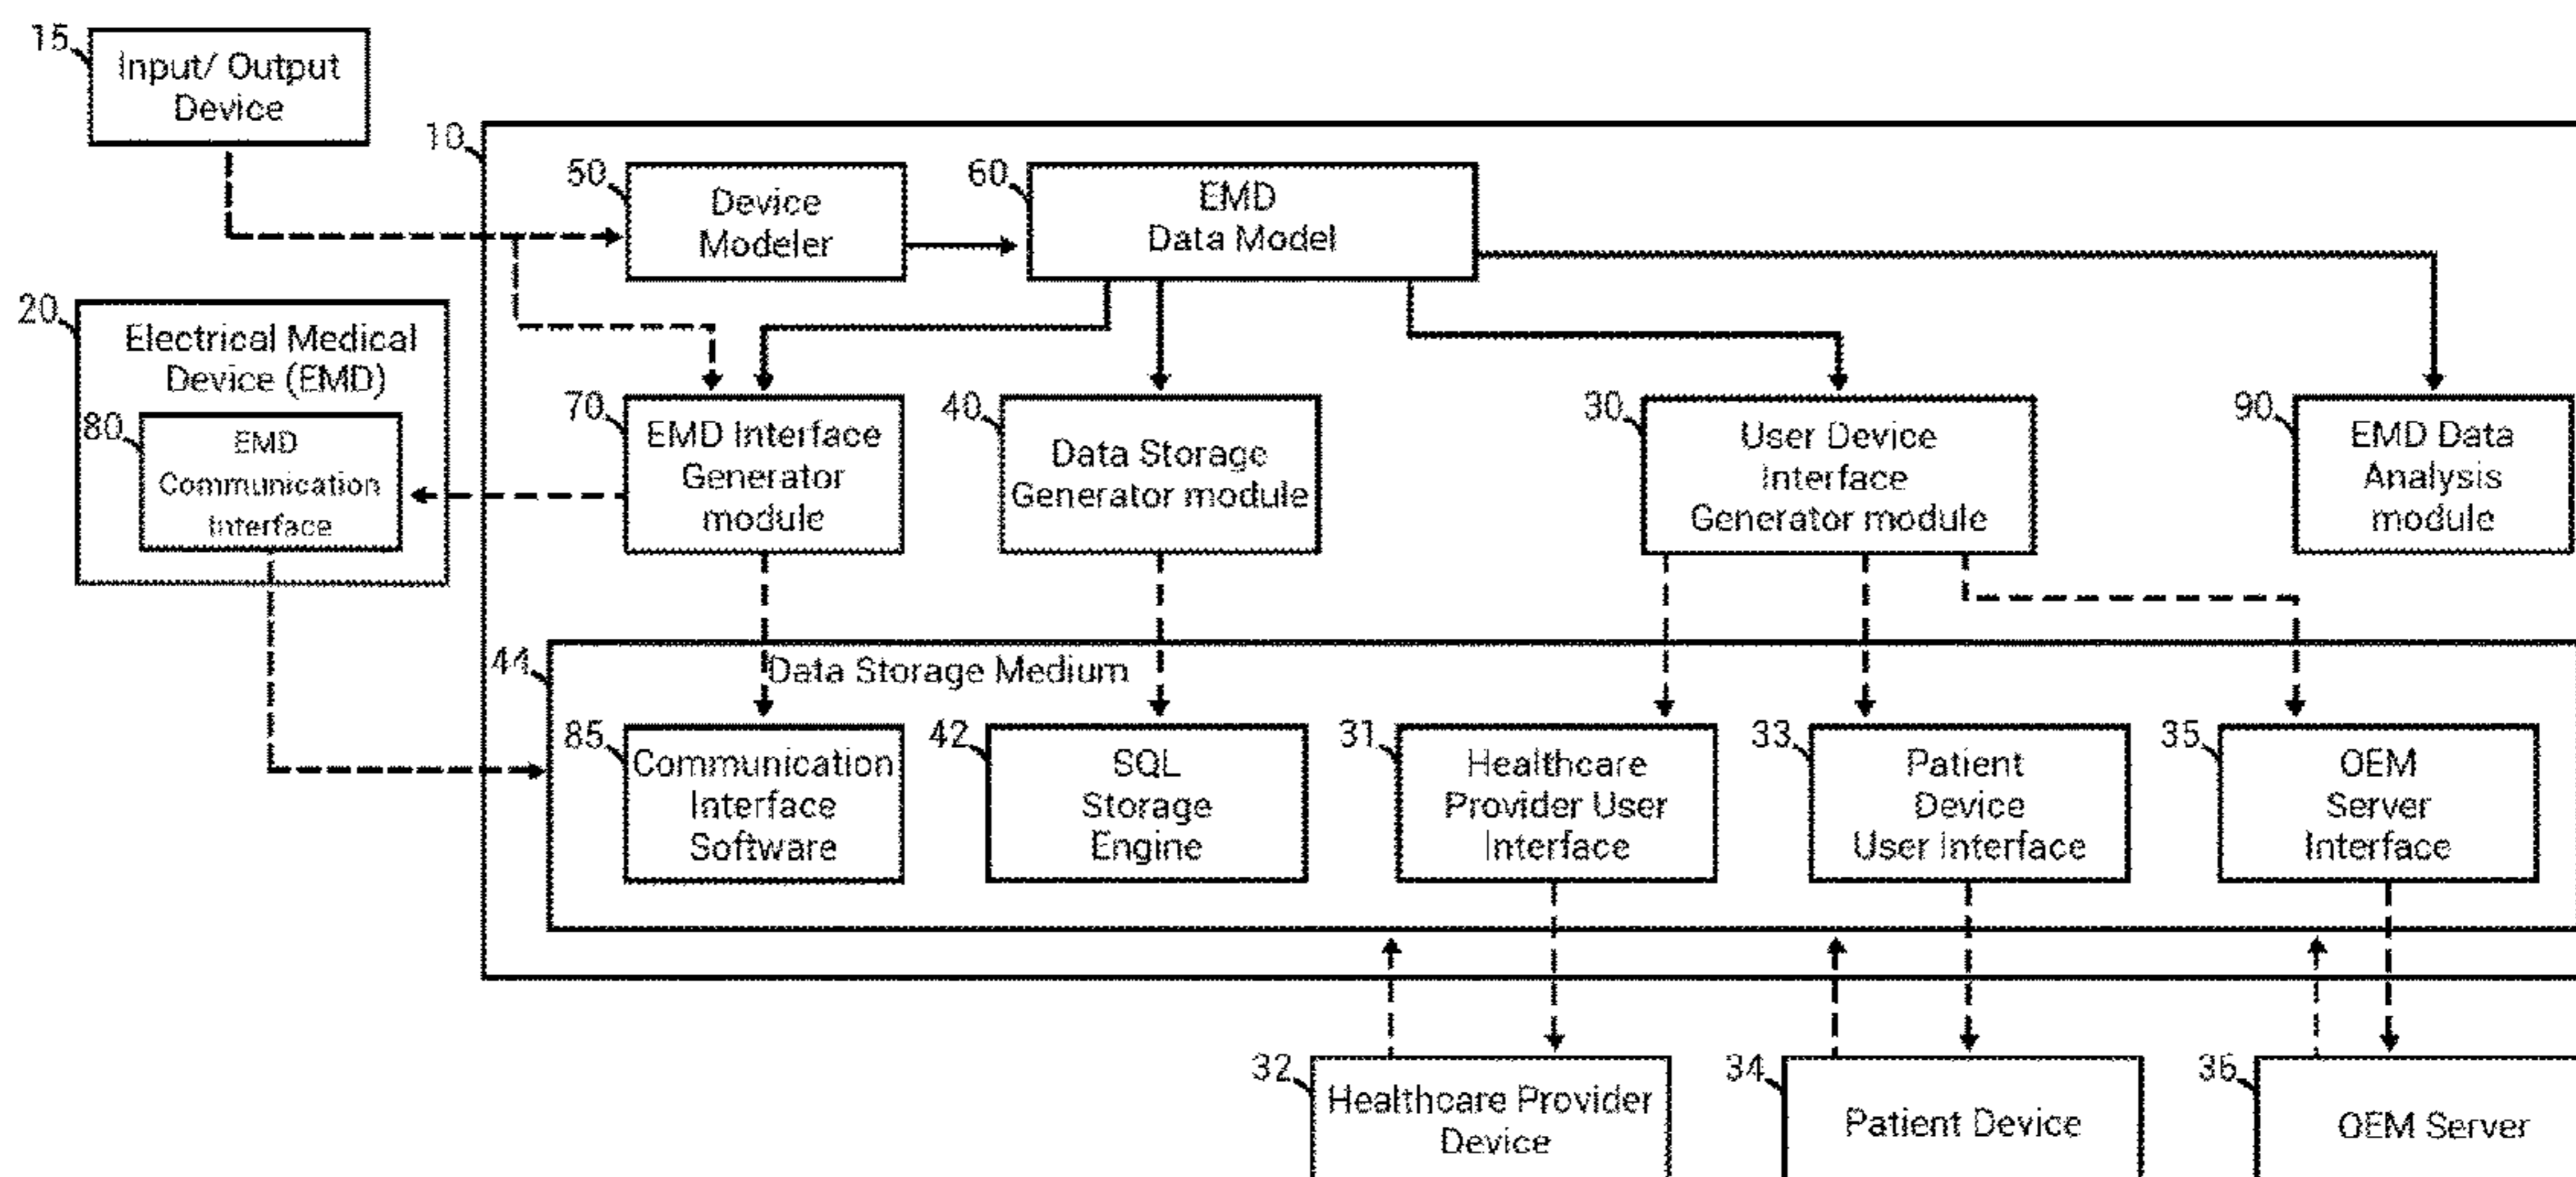 15
Input/ Output
Device
10
50
Device
Modeler
60
EMD
Data Model
20
Electrical Medical
Device (EMD)
80
EMD
Communication
Interface
70
EMD Interface
Generator
module
40
Data Storage
Generator module
30
User Device
Interface
Generator module
90
EMD Data
Analysis
module
44
Data Storage Medium
85
Communication
Interface
Software
42
SQL
Storage
Engine
31
Healthcare
Provider User
Interface
33
Patient
Device
User Interface
35
OEM
Server
Interface
32
Healthcare Provider
Device
34
Patient Device
36
OEM Server